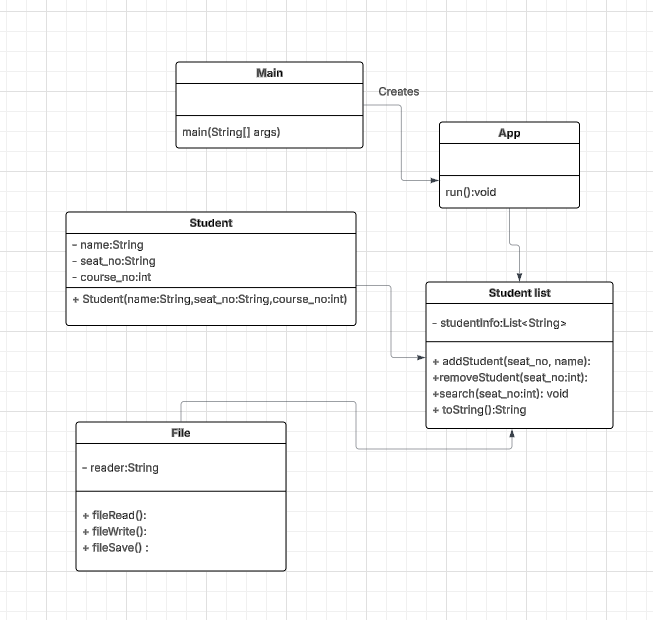 Main
main(String[] args)
Creates
App
run():void
Student
- name:String
- seat_no:String
- course_no:int
+ Student(name:String,seat_no:String,course_no:int)
Student list
- studentInfo:List<String>
+ addStudent(seat_no, name):
+removeStudent(seat_no:int):
+search(seat_no:int): void
+ toString():String
File
- reader:String
+ fileRead():
+ fileWrite():
+ fileSave() :